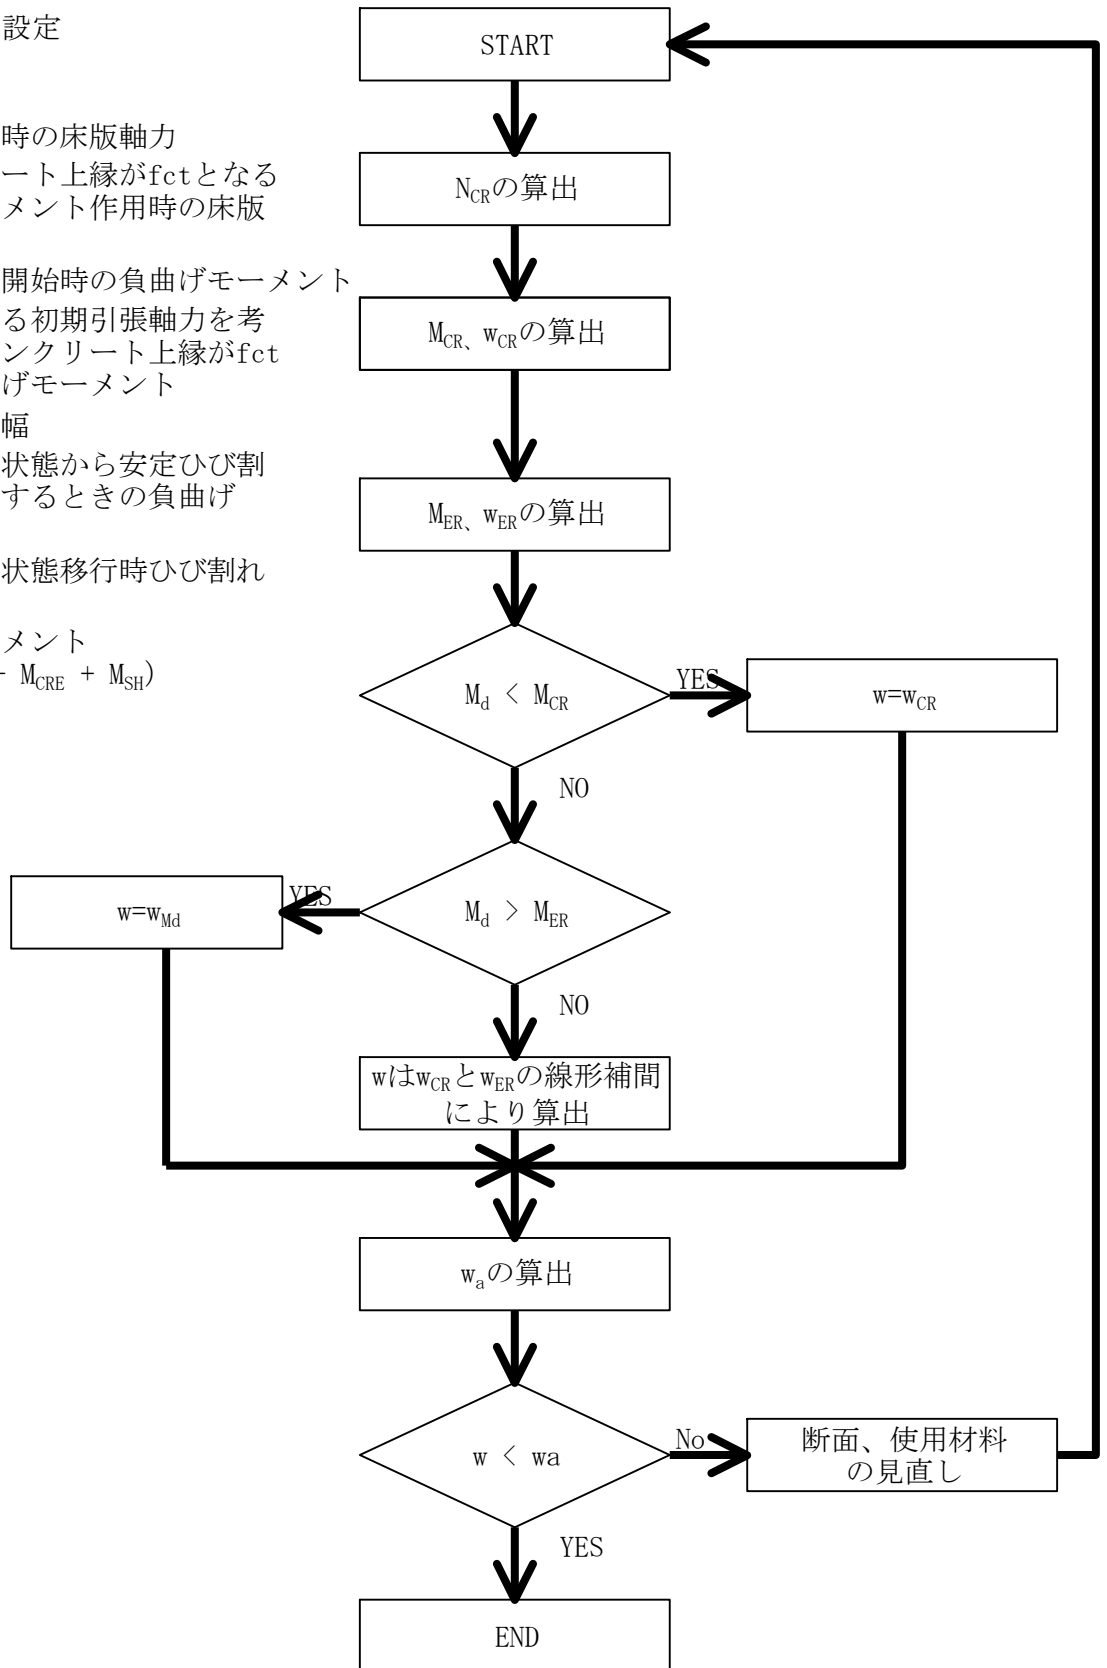 設定
START
時の床版軸力
ート上縁がfctとなる
メント作用時の床版
N_CRの算出
開始時の負曲げモーメント
る初期引張軸力を考
ンクリート上縁がfct
げモーメント
M_CR、w_CRの算出
幅
状態から安定ひび割
するときの負曲げ
M_ER、w_ERの算出
状態移行時ひび割れ
メント
- M_CRE + M_SH)
M_d < M_CR
YES
w=w_CR
NO
M_d > M_ER
YES
w=w_Md
NO
wはw_CRとw_ERの線形補間
により算出
w_aの算出
w < wa
No
断面、使用材料
の見直し
YES
END